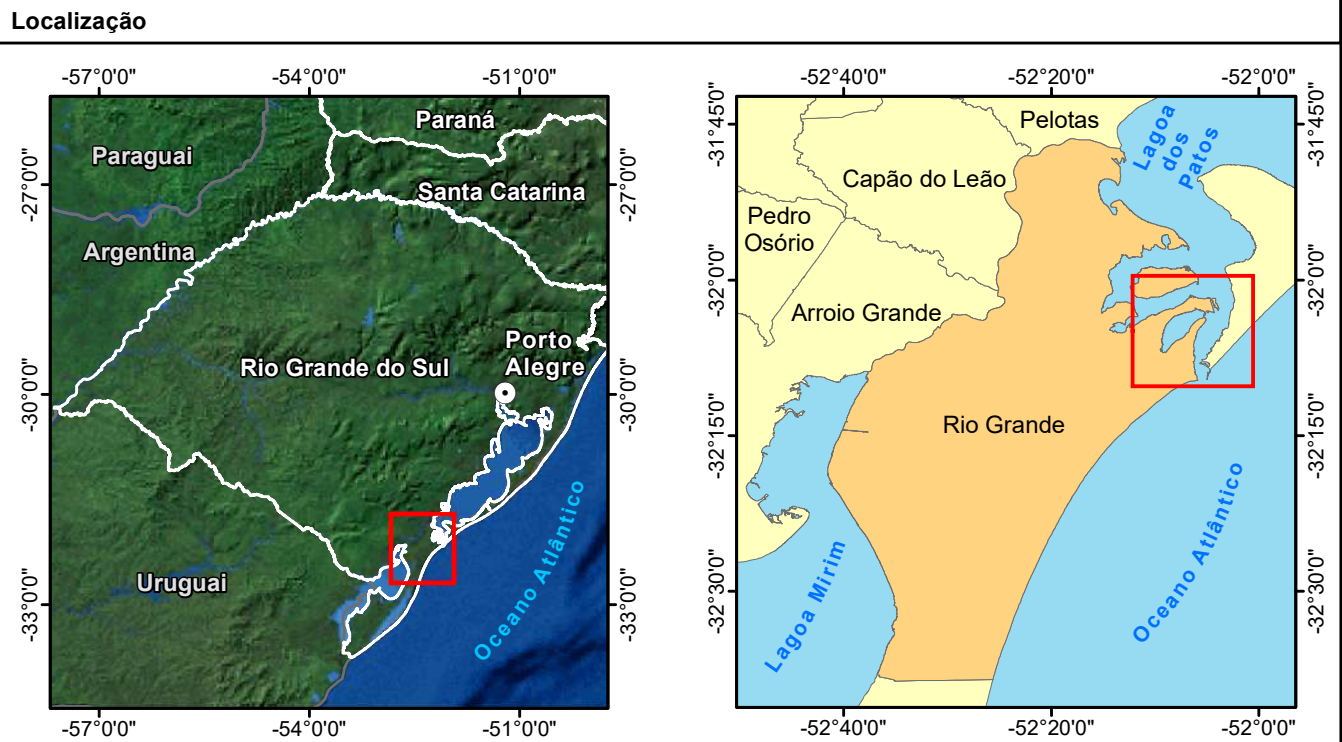 Localização
-57°0'0"
-54°0'0"
-51°0'0"
-27°0'0"
-30°0'0"
-33°0'0"
Paraná
Paraguai
Santa Catarina
Argentina
Porto
Alegre
Rio Grande do Sul
Uruguai
Oceano Atlântico
-27°0'0"
-30°0'0"
-33°0'0"
-57°0'0"
-54°0'0"
-51°0'0"
-52°40'0"
-52°20'0"
-52°0'0"
-31°45'0"
-32°0'0"
-32°15'0"
-32°30'0"
Pelotas
Lagoa
dos
Patos
Capão do Leão
Pedro
Osório
Arroio Grande
Rio Grande
Lagoa Mirim
Oceano Atlântico
-31°45'0"
-32°0'0"
-32°15'0"
-32°30'0"
-52°40'0"
-52°20'0"
-52°0'0"